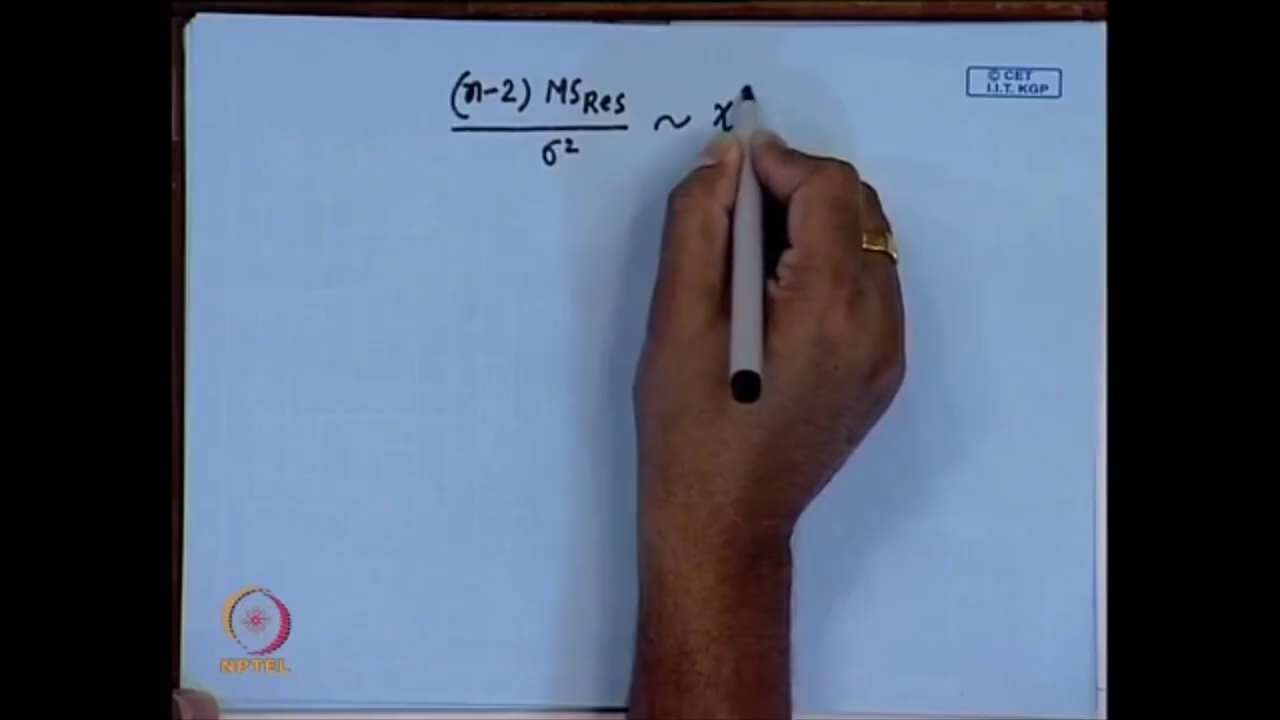 (n-2) MSRes
σ² ~ χ
© CET
I.I.T. KGP
NPTEL